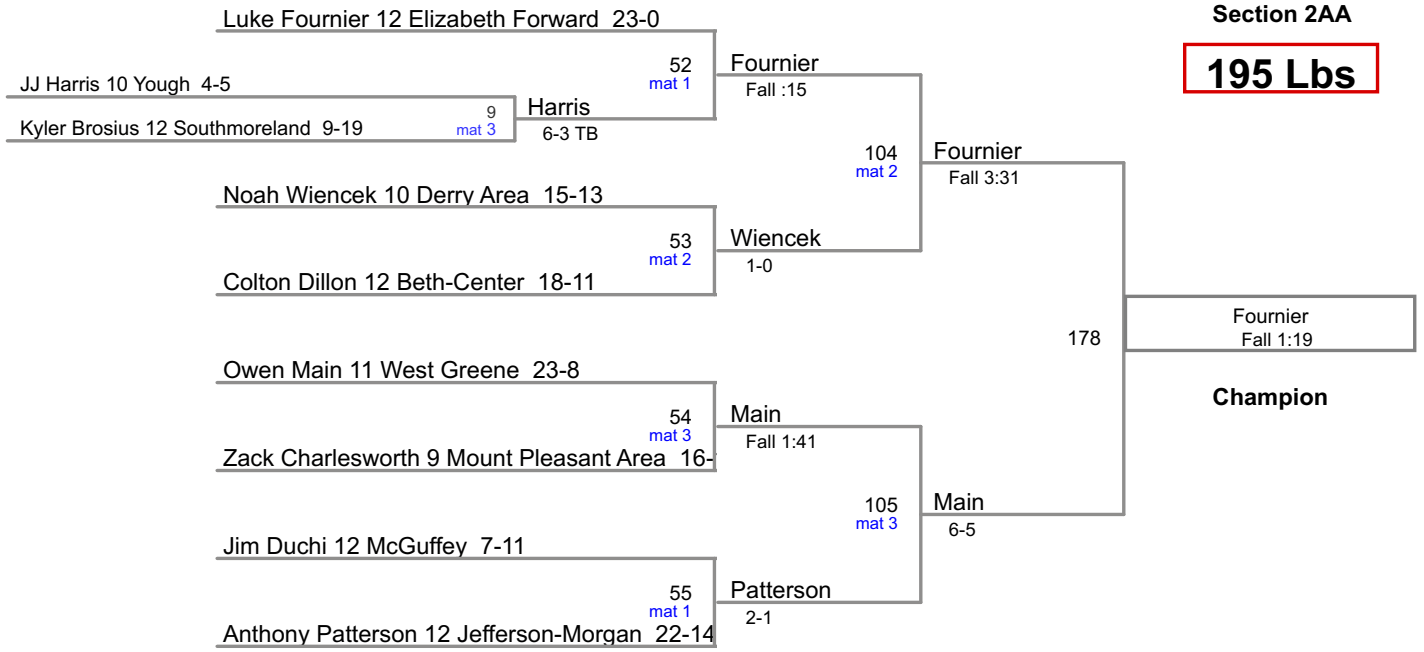 Luke Fournier 12 Elizabeth Forward 23-0
Section 2AA
195 Lbs
52
mat 1
Fournier
Fall :15
JJ Harris 10 Yough 4-5
9
mat 3
Harris
6-3 TB
Kyler Brosius 12 Southmoreland 9-19
104
mat 2
Fournier
Fall 3:31
Noah Wiencek 10 Derry Area 15-13
53
mat 2
Wiencek
1-0
Colton Dillon 12 Beth-Center 18-11
178
Fournier
Fall 1:19
Champion
Owen Main 11 West Greene 23-8
54
mat 3
Main
Fall 1:41
Zack Charlesworth 9 Mount Pleasant Area 16-
105
mat 3
Main
6-5
Jim Duchi 12 McGuffey 7-11
55
mat 1
Patterson
2-1
Anthony Patterson 12 Jefferson-Morgan 22-14